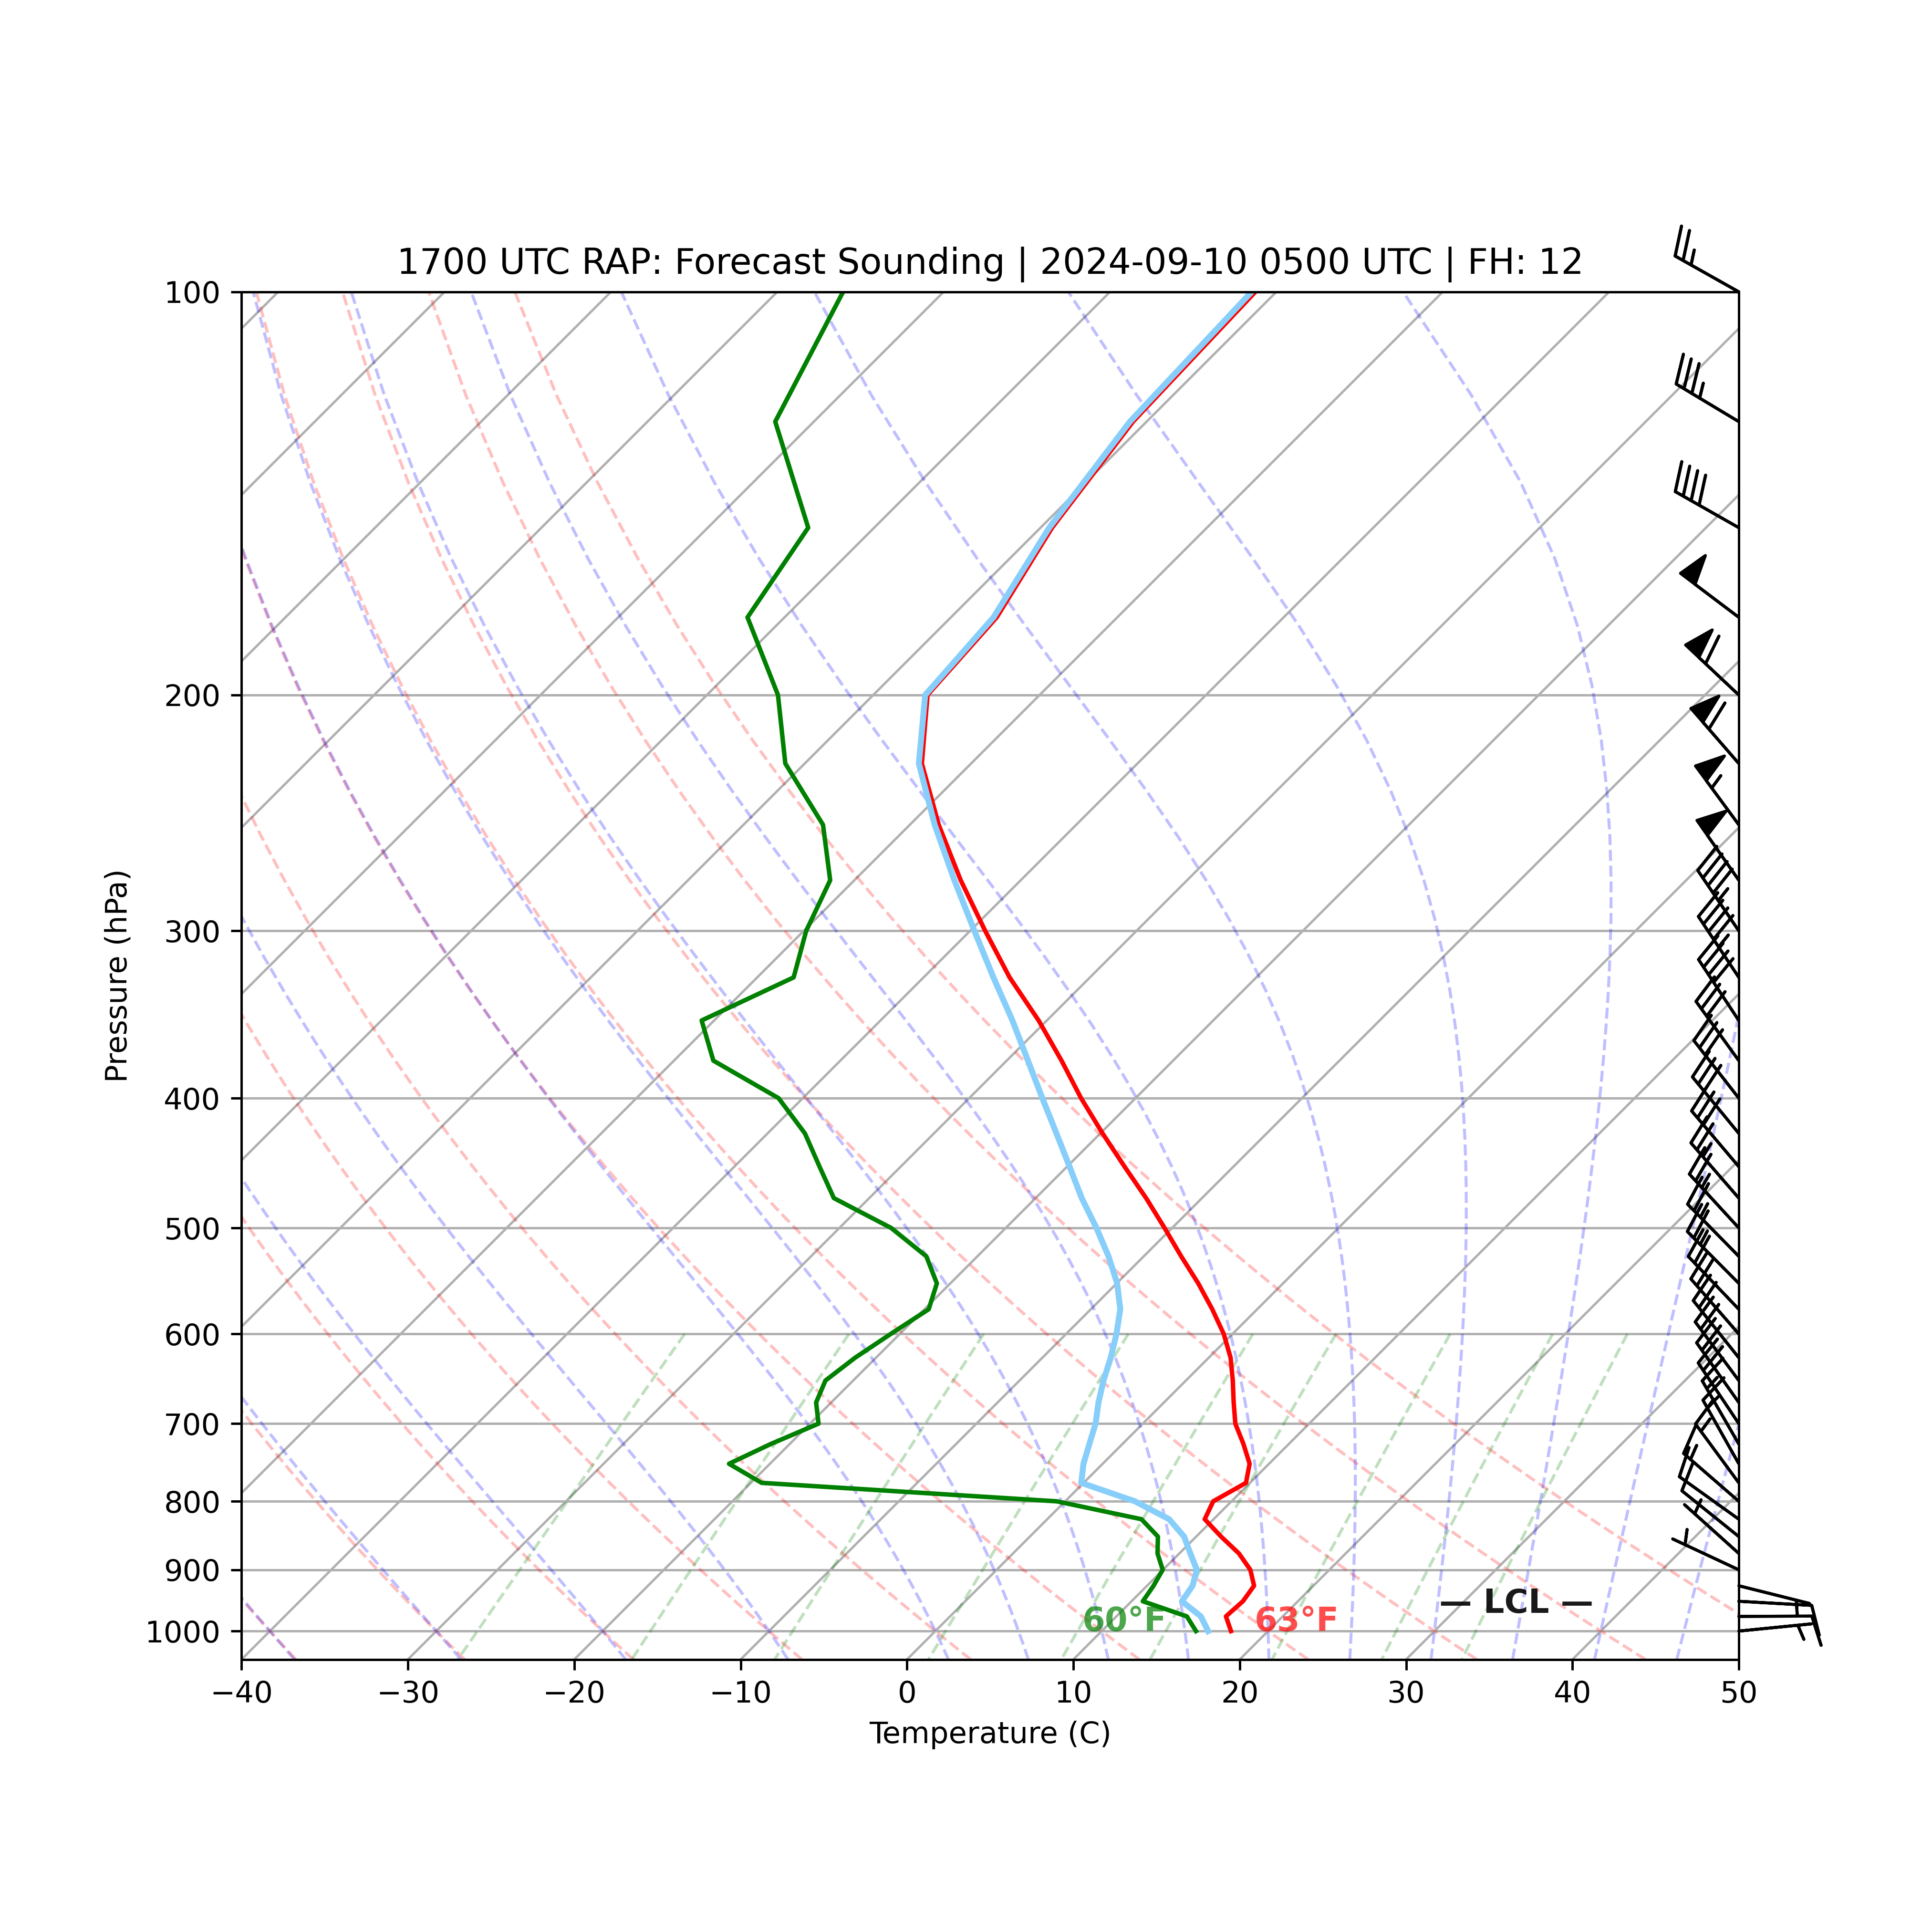 1700 UTC RAP: Forecast Sounding | 2024-09-10 0500 UTC | FH: 12
100
200
300
400
500
600
700
800
900
1000
Pressure (hPa)
60°F
63°F
— LCL —
−40 −30 −20 −10 0 10 20 30 40 50
Temperature (C)